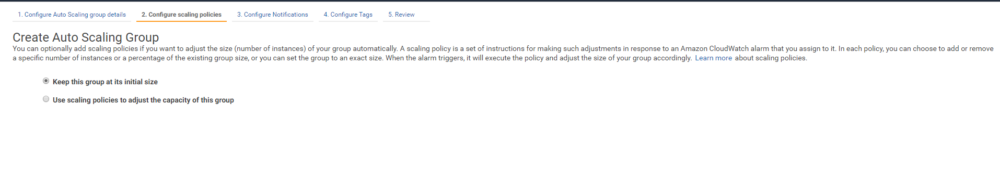 1. Configure Auto Scaling group details 2. Configure scaling policies 3. Configure Notifications 4. Configure Tags 5. Review
Create Auto Scaling Group
You can optionally add scaling policies if you want to adjust the size (number of instances) of your group automatically. A scaling policy is a set of instructions for making such adjustments in response to an Amazon CloudWatch alarm that you assign to it. In each policy, you can choose to add or remove
a specific number of instances or a percentage of the existing group size, or you can set the group to an exact size. When the alarm triggers, it will execute the policy and adjust the size of your group accordingly. Learn more about scaling policies.
Keep this group at its initial size
Use scaling policies to adjust the capacity of this group